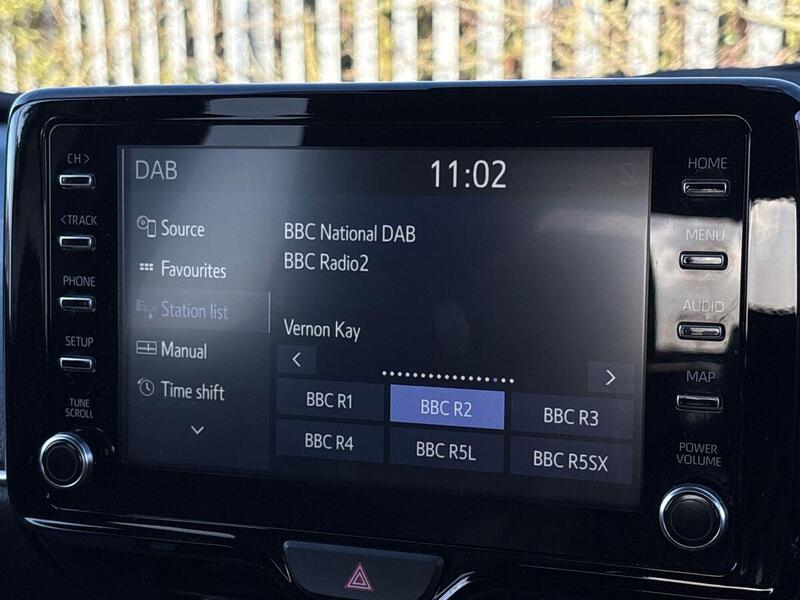 DAB
11:02
Source
Favourites
Station list
Manual
Time shift
BBC National DAB
BBC Radio2
Vernon Kay
BBC R1
BBC R2
BBC R3
BBC R4
BBC R5L
BBC R5SX
CH >
< TRACK
PHONE
SETUP
TUNE
SCROLL
HOME
MENU
AUDIO
MAP
POWER
VOLUME